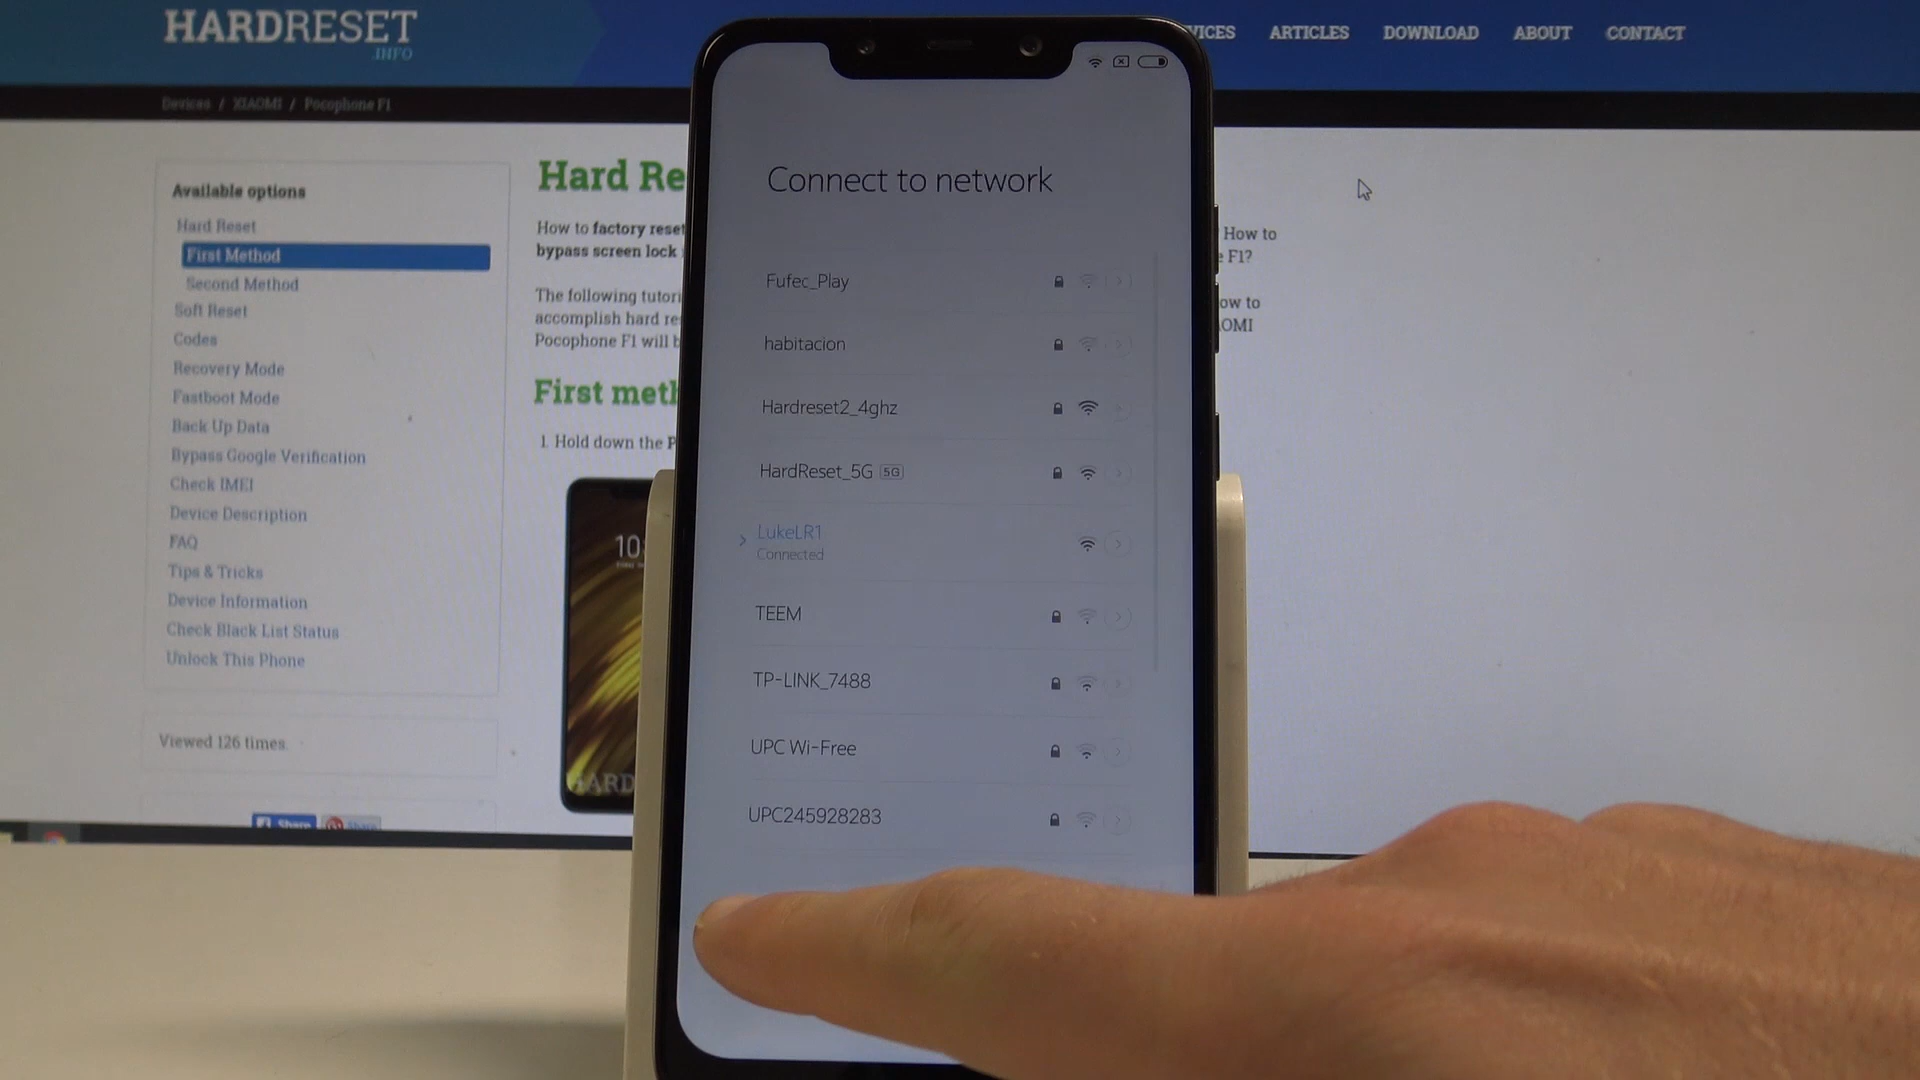 HARDRESET
.INFO
VICES ARTICLES DOWNLOAD ABOUT CONTACT
Devices / XIAOMI / Pocophone F1
Available options
Hard Reset
First Method
Second Method
Soft Reset
Codes
Recovery Mode
Fastboot Mode
Back Up Data
Bypass Google Verification
Check IMEI
Device Description
FAQ
Tips & Tricks
Device Information
Check Black List Status
Unlock This Phone
Viewed 126 times.
Share
Share
Hard Re
How to factory reset
bypass screen lock
The following tutori
accomplish hard re
Pocophone F1 will b
First meth
1. Hold down the P
10:
HARD
How to
e F1?
ow to
OMI
Connect to network
Fufec_Play
habitacion
Hardreset2_4ghz
HardReset_5G 5G
LukeLR1
Connected
TEEM
TP-LINK_7488
UPC Wi-Free
UPC245928283